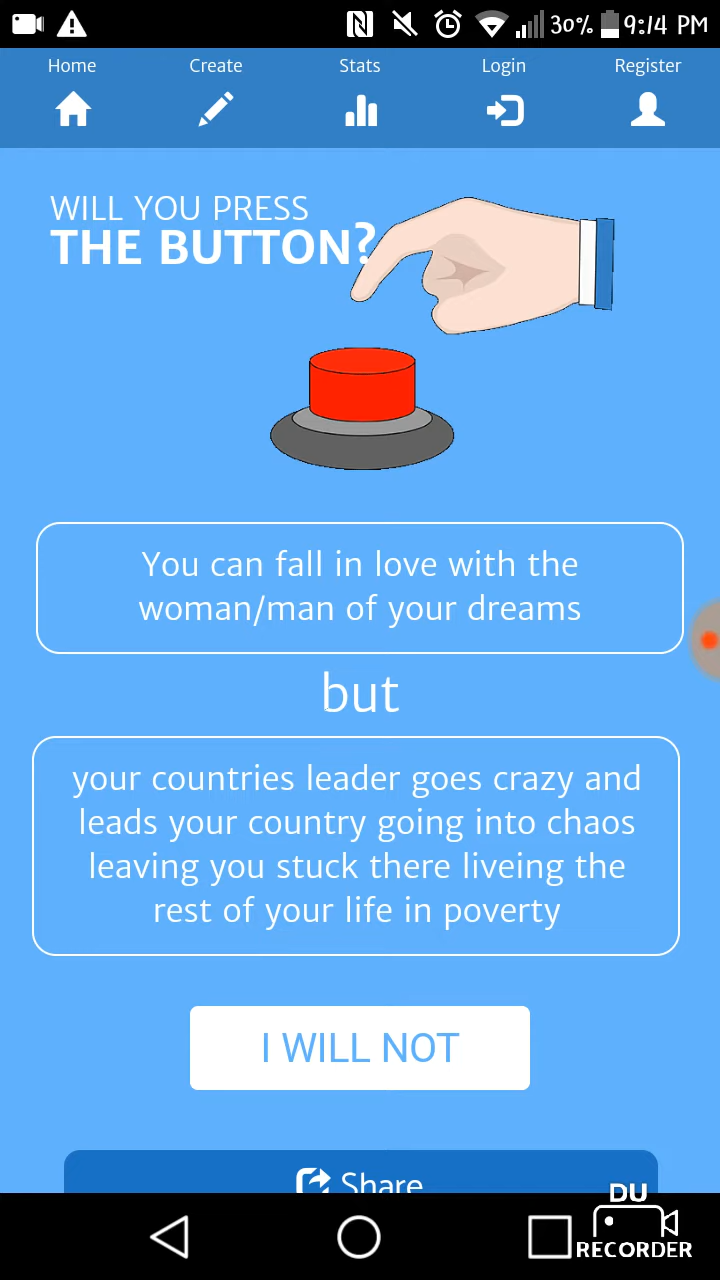 30% 9:14 PM
Home Create Stats Login Register
WILL YOU PRESS
THE BUTTON?
You can fall in love with the
woman/man of your dreams
but
your countries leader goes crazy and
leads your country going into chaos
leaving you stuck there liveing the
rest of your life in poverty
I WILL NOT
Share
DU
RECORDER